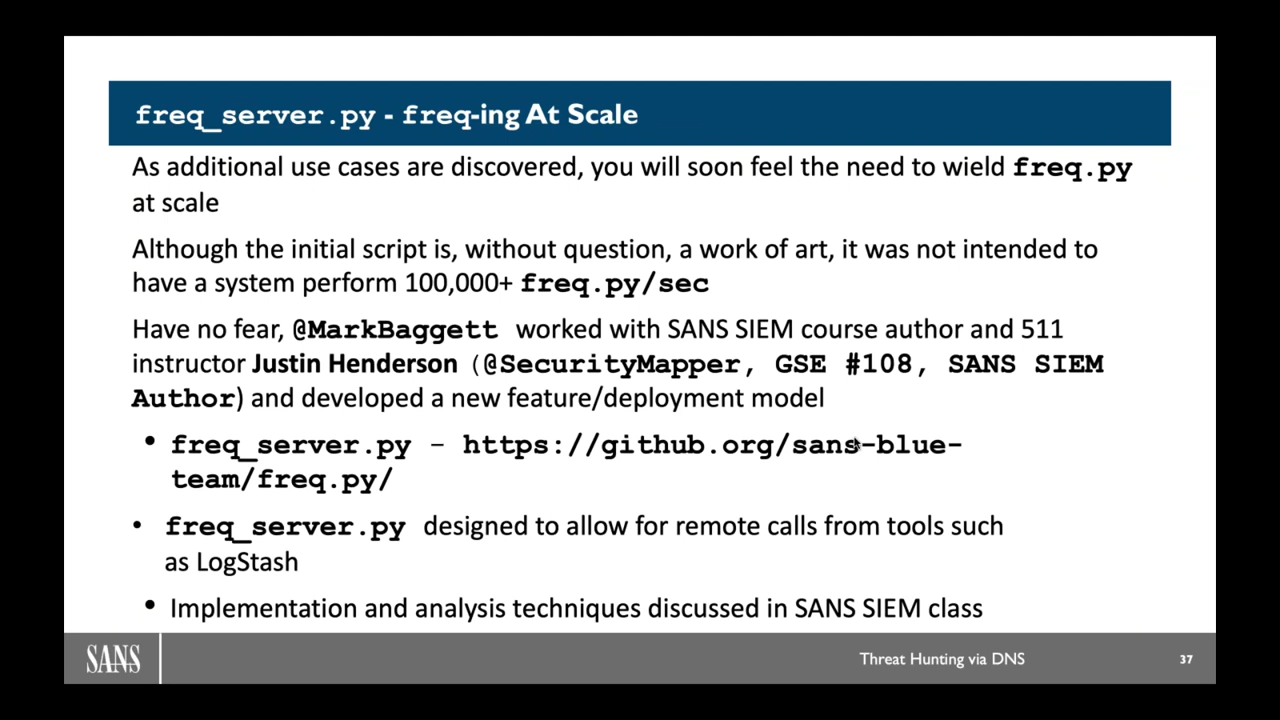 freq_server.py - freq-ing At Scale
As additional use cases are discovered, you will soon feel the need to wield freq.py
at scale
Although the initial script is, without question, a work of art, it was not intended to
have a system perform 100,000+ freq.py/sec
Have no fear, @MarkBaggett worked with SANS SIEM course author and 511
instructor Justin Henderson (@SecurityMapper, GSE #108, SANS SIEM
Author) and developed a new feature/deployment model
• freq_server.py – https://github.org/sans-blue-
team/freq.py/
• freq_server.py designed to allow for remote calls from tools such
as LogStash
• Implementation and analysis techniques discussed in SANS SIEM class
SANS
Threat Hunting via DNS
37